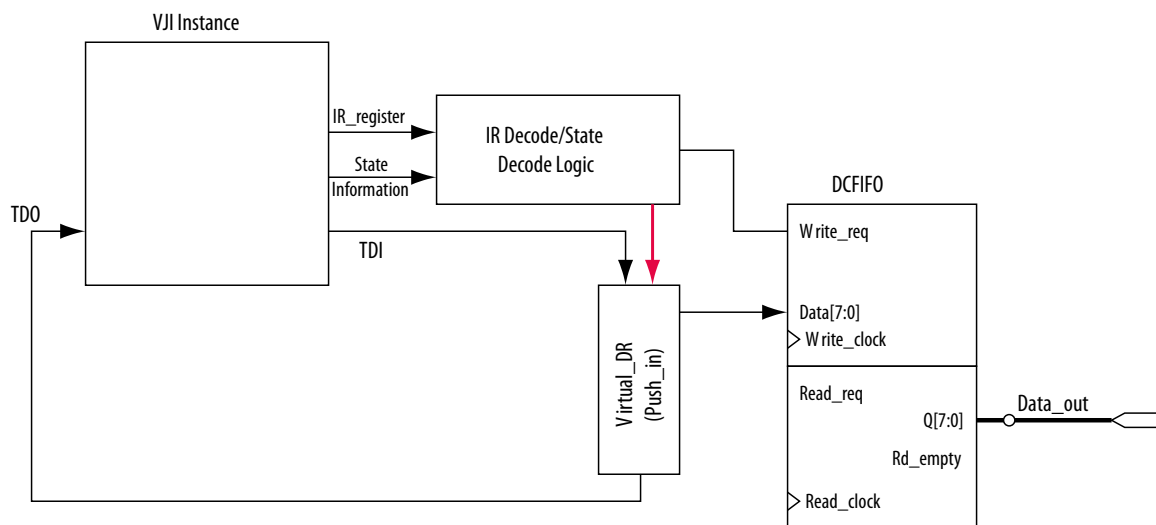 VJI Instance
IR_register
State
Information
IR Decode/State
Decode Logic
DCFIFO
TDO
TDI
W rite_req
Data[7:0]
W rite_clock
Virtual_DR
(Push_in)
Read_req
Q[7:0]
Data_out
Rd_empty
Read_clock